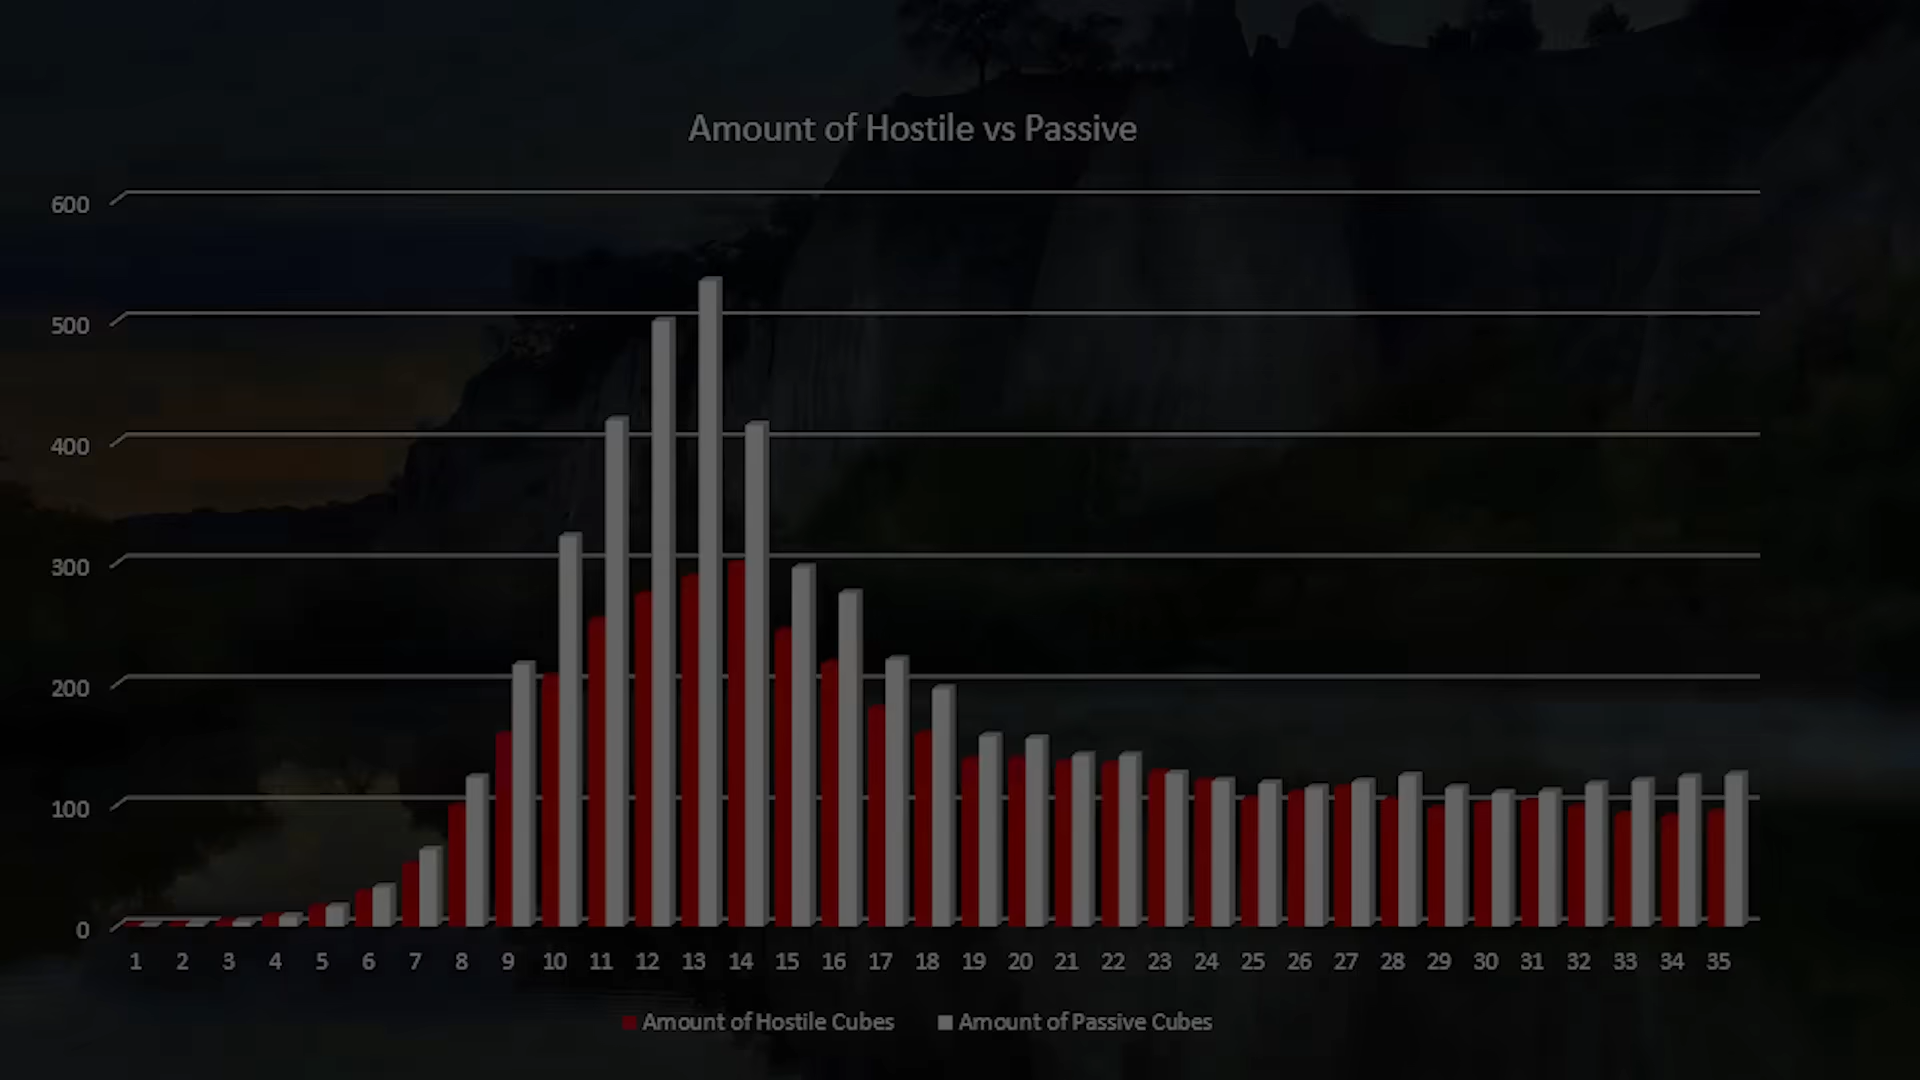 Amount of Hostile vs Passive
600
500
400
300
200
100
0
1 2 3 4 5 6 7 8 9 10 11 12 13 14 15 16 17 18 19 20 21 22 23 24 25 26 27 28 29 30 31 32 33 34 35
Amount of Hostile Cubes Amount of Passive Cubes